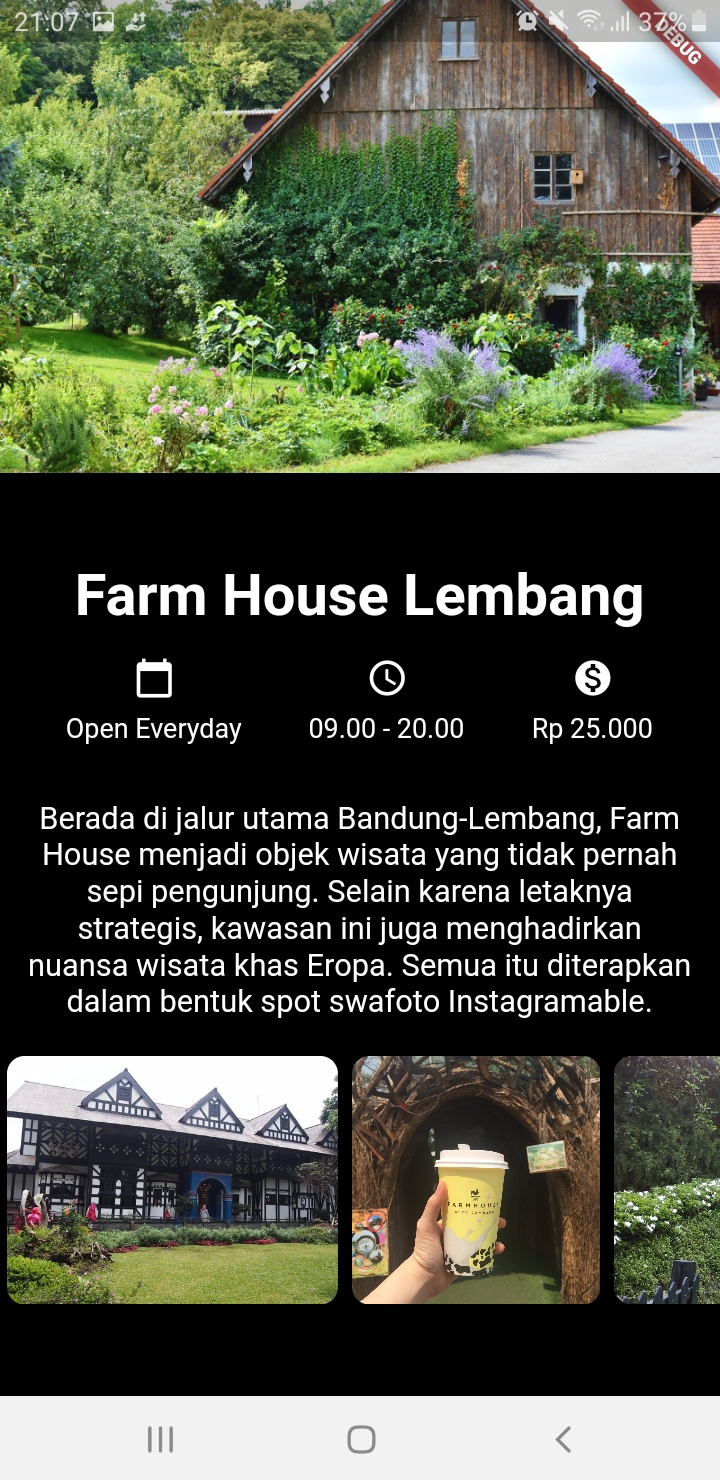 21:07
37%
DEBUG
Farm House Lembang
Open Everyday
09.00 - 20.00
Rp 25.000
Berada di jalur utama Bandung-Lembang, Farm
House menjadi objek wisata yang tidak pernah
sepi pengunjung. Selain karena letaknya
strategis, kawasan ini juga menghadirkan
nuansa wisata khas Eropa. Semua itu diterapkan
dalam bentuk spot swafoto Instagramable.
FARMHOUSE